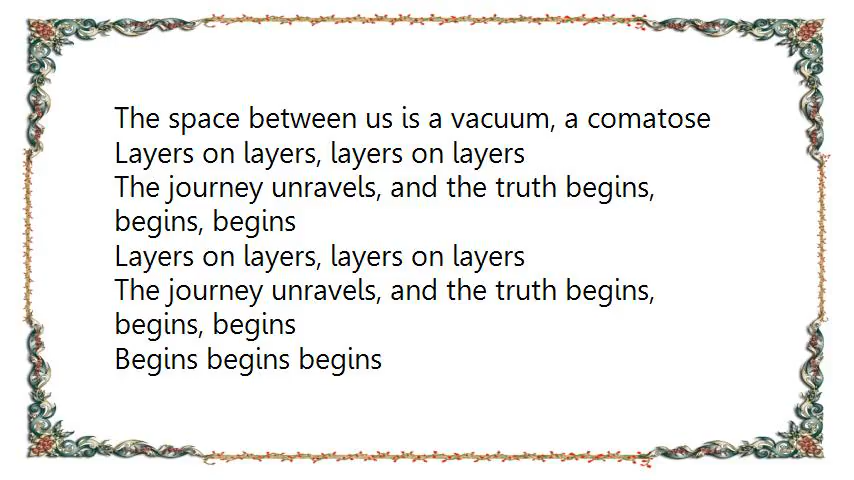 The space between us is a vacuum, a comatose
Layers on layers, layers on layers
The journey unravels, and the truth begins,
begins, begins
Layers on layers, layers on layers
The journey unravels, and the truth begins,
begins, begins
Begins begins begins